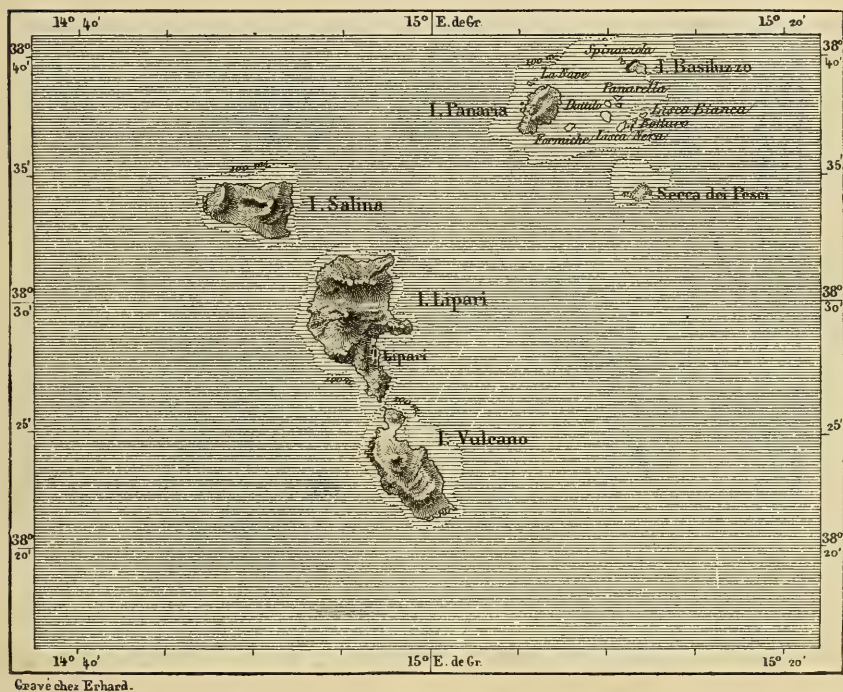 14° 40' 15° E. de Gr. 15° 20'
38° 40' 38° 40'
Spinazzola
100 m. I. Basiluzzo
La Nave
Panarella
I. Panaria Dattilo Lisca Bianca
Bottaro
Formiche Lisca Nera
35' 35'
100 m.
Secca dei Pesci
I. Salina
38° 30' 38° 30'
I. Lipari
Lipari
100 m.
100 m.
25' 25'
I. Vulcano
38° 20' 38° 20'
14° 40' 15° E. de Gr. 15° 20'
Gravé chez Erhard.